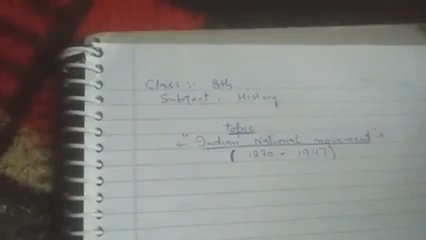 Class :- 8th
Subject :- History
topic
" Indian National movement "
( 1870 - 1947)